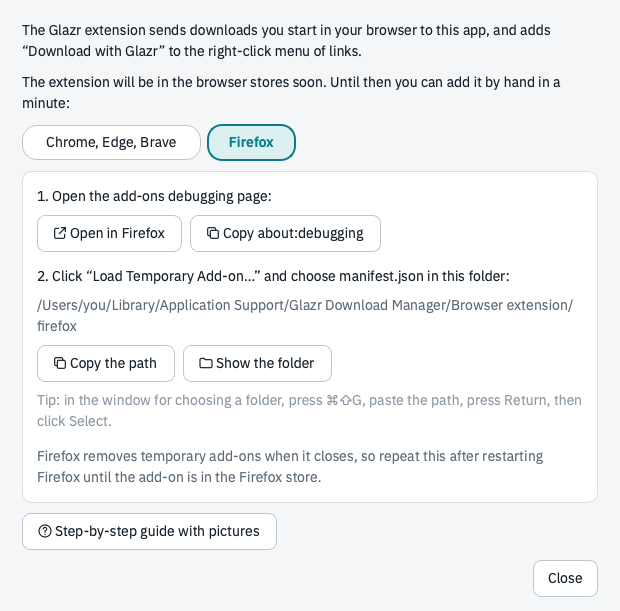 The Glazr extension sends downloads you start in your browser to this app, and adds
“Download with Glazr” to the right-click menu of links.
The extension will be in the browser stores soon. Until then you can add it by hand in a
minute:
Chrome, Edge, Brave
Firefox
1. Open the add-ons debugging page:
Open in Firefox
Copy about:debugging
2. Click “Load Temporary Add-on…” and choose manifest.json in this folder:
/Users/you/Library/Application Support/Glazr Download Manager/Browser extension/
firefox
Copy the path
Show the folder
Tip: in the window for choosing a folder, press ⌘⇧G, paste the path, press Return, then
click Select.
Firefox removes temporary add-ons when it closes, so repeat this after restarting
Firefox until the add-on is in the Firefox store.
Step-by-step guide with pictures
Close